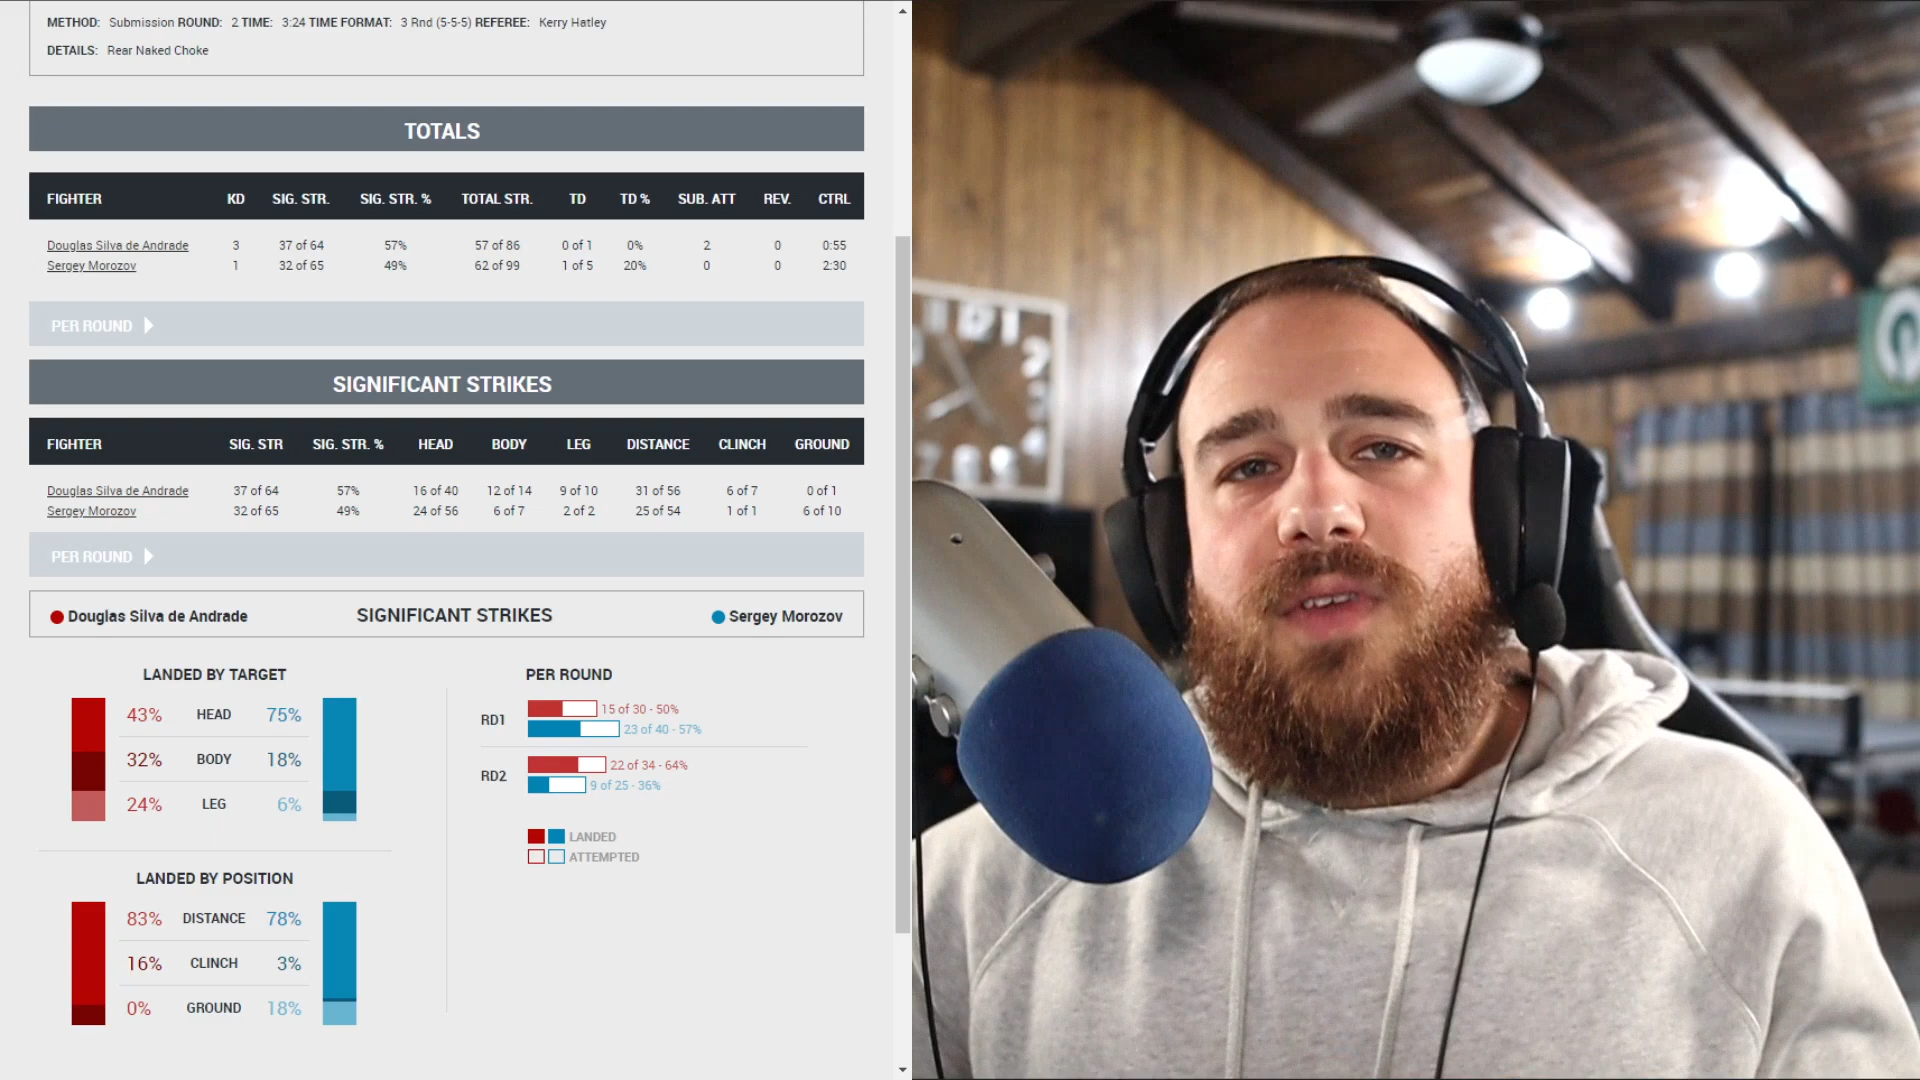 METHOD: Submission ROUND: 2 TIME: 3:24 TIME FORMAT: 3 Rnd (5-5-5) REFEREE: Kerry Hatley
DETAILS: Rear Naked Choke
TOTALS
FIGHTER KD SIG. STR. SIG. STR. % TOTAL STR. TD TD % SUB. ATT REV. CTRL
Douglas Silva de Andrade 3 37 of 64 57% 57 of 86 0 of 1 0% 2 0 0:55
Sergey Morozov 1 32 of 65 49% 62 of 99 1 of 5 20% 0 0 2:30
PER ROUND
SIGNIFICANT STRIKES
FIGHTER SIG. STR SIG. STR. % HEAD BODY LEG DISTANCE CLINCH GROUND
Douglas Silva de Andrade 37 of 64 57% 16 of 40 12 of 14 9 of 10 31 of 56 6 of 7 0 of 1
Sergey Morozov 32 of 65 49% 24 of 56 6 of 7 2 of 2 25 of 54 1 of 1 6 of 10
PER ROUND
Douglas Silva de Andrade SIGNIFICANT STRIKES Sergey Morozov
LANDED BY TARGET
43% HEAD 75%
32% BODY 18%
24% LEG 6%
PER ROUND
RD1 15 of 30 - 50%
23 of 40 - 57%
RD2 22 of 34 - 64%
9 of 25 - 36%
LANDED
ATTEMPTED
LANDED BY POSITION
83% DISTANCE 78%
16% CLINCH 3%
0% GROUND 18%